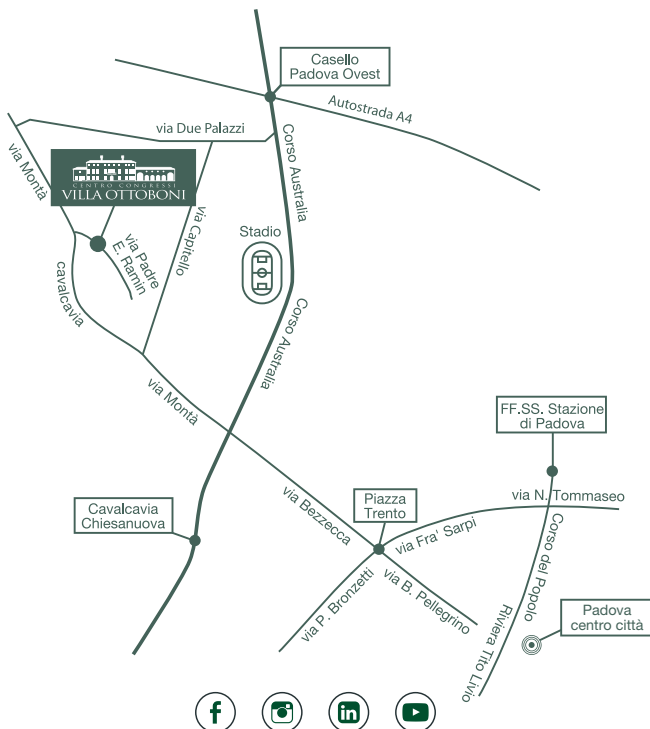 Casello
Padova Ovest
Autostrada A4
via Due Palazzi
via Montà
CENTRO CONGRESSI
VILLA OTTOBONI
Corso Australia
via Capitello
Stadio
via Padre
E. Ramin
cavalcavia
Corso Australia
via Montà
FF.SS. Stazione
di Padova
Cavalcavia
Chiesanuova
via Bezzecca
Piazza
Trento
via N. Tommaseo
via Fra' Sarpi
Corso del Popolo
via P. Bronzetti
via B. Pellegrino
Riviera Tito Livio
Padova
centro città
f
in